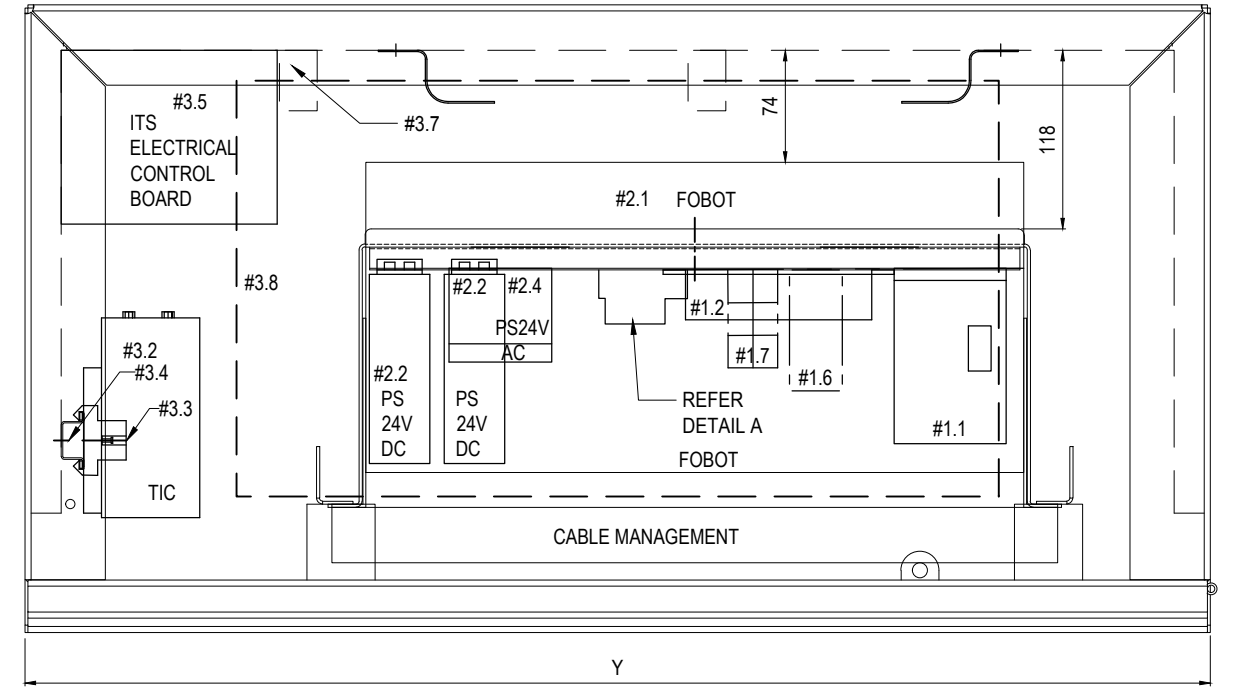 #3.5
ITS
ELECTRICAL
CONTROL
BOARD
#3.7
74
118
#2.1 FOBOT
#3.8
#2.2 #2.4
PS24V
AC
#1.2
#1.7
#1.6
#3.2
#3.4
#3.3
TIC
#2.2
PS
24V
DC
PS
24V
DC
REFER
DETAIL A
FOBOT
#1.1
CABLE MANAGEMENT
Y